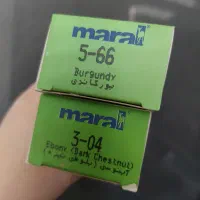 maral
5-66
Burgundy
بورگاندی
maral
3-04
Ebony (Dark Chestnut)